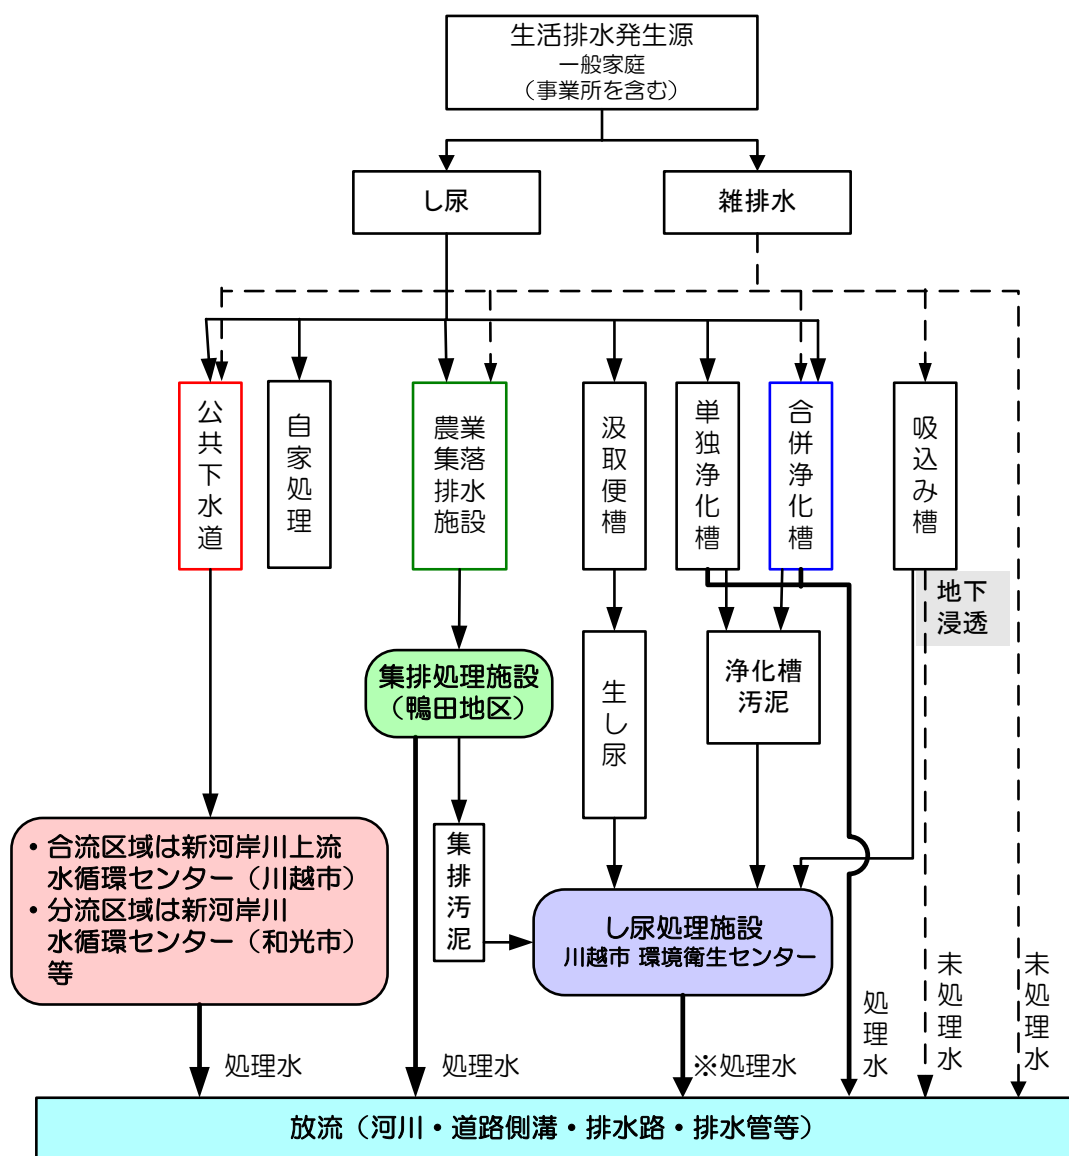 生活排水発生源
一般家庭
（事業所を含む）
し尿
雑排水
公共下水道
自家処理
農業
集落
排水
施設
汲取便槽
単独浄化槽
合併浄化槽
吸込み槽
地下
浸透
集排処理施設
（鴨田地区）
生し尿
浄化槽
汚泥
・合流区域は新河岸川上流
水循環センター（川越市）
・分流区域は新河岸川
水循環センター（和光市）
等
集排汚泥
し尿処理施設
川越市 環境衛生センター
処理水
処理水
※処理水
処理水
未処理水
未処理水
放流（河川・道路側溝・排水路・排水管等）